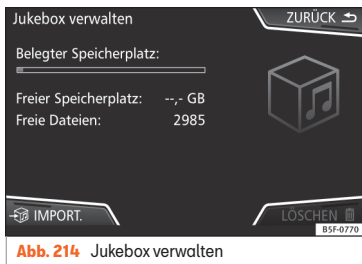 Jukebox verwalten
ZURÜCK
Belegter Speicherplatz:
Freier Speicherplatz: --,- GB
Freie Dateien: 2985
IMPORT.
LÖSCHEN
B5F-0770
Abb. 214 Jukebox verwalten